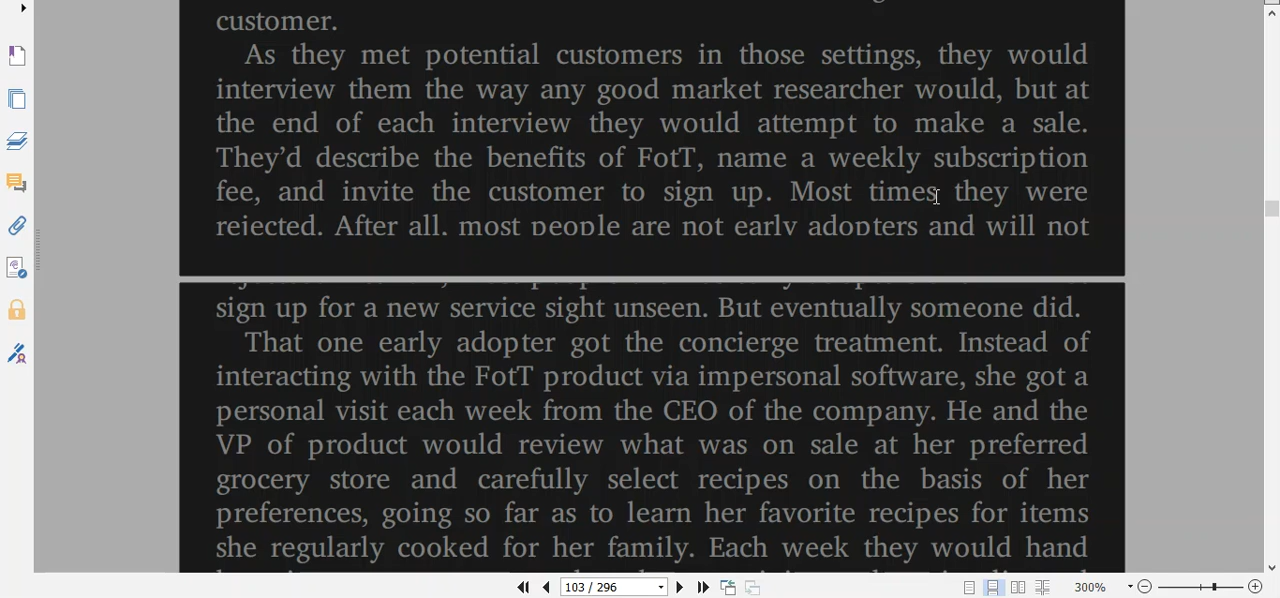 customer.
As they met potential customers in those settings, they would
interview them the way any good market researcher would, but at
the end of each interview they would attempt to make a sale.
They’d describe the benefits of FotT, name a weekly subscription
fee, and invite the customer to sign up. Most times they were
rejected. After all, most people are not early adopters and will not
sign up for a new service sight unseen. But eventually someone did.
That one early adopter got the concierge treatment. Instead of
interacting with the FotT product via impersonal software, she got a
personal visit each week from the CEO of the company. He and the
VP of product would review what was on sale at her preferred
grocery store and carefully select recipes on the basis of her
preferences, going so far as to learn her favorite recipes for items
she regularly cooked for her family. Each week they would hand
103 / 296
300%